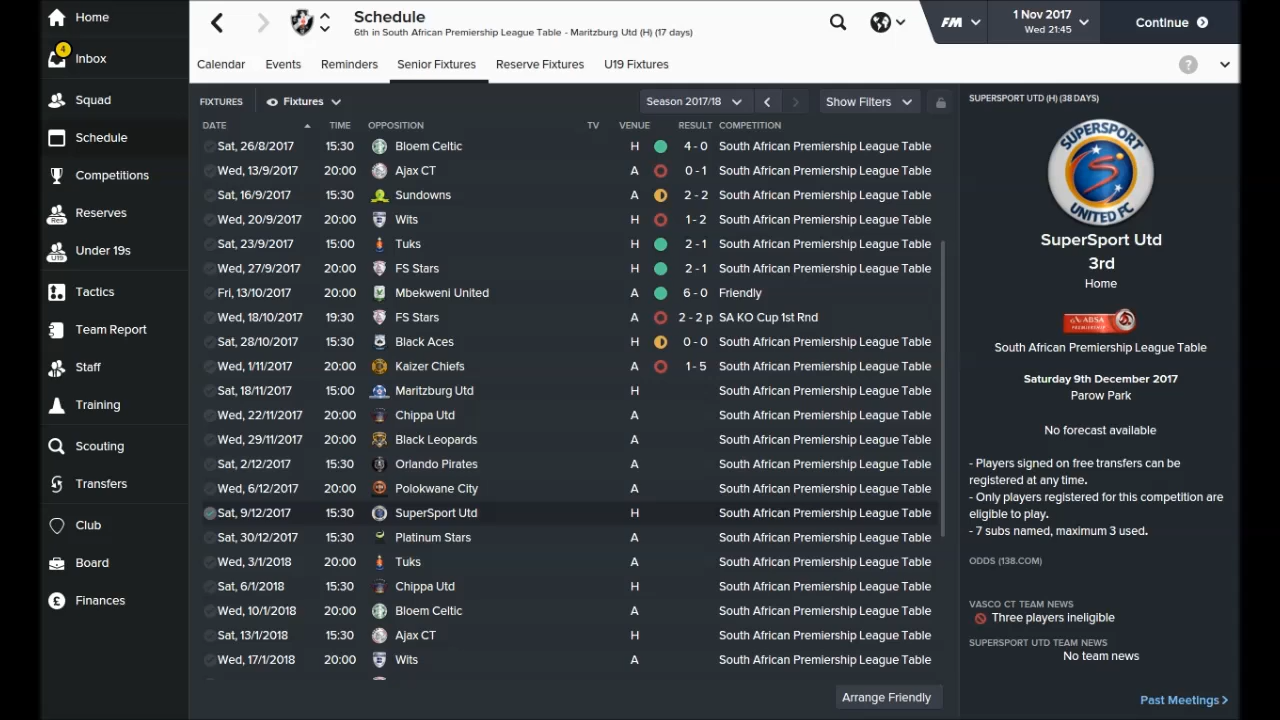 Home
4
Inbox
Squad
Schedule
Competitions
Res
Reserves
U19
Under 19s
Tactics
Team Report
Staff
Training
Scouting
Transfers
Club
Board
£
Finances
Schedule
6th in South African Premiership League Table - Maritzburg Utd (H) (17 days)
FM
1 Nov 2017
Wed 21:45
Continue
Calendar
Events
Reminders
Senior Fixtures
Reserve Fixtures
U19 Fixtures
?
FIXTURES
Fixtures
Season 2017/18
Show Filters
DATE TIME OPPOSITION TV VENUE RESULT COMPETITION
Sat, 26/8/2017 15:30 Bloem Celtic H 4 - 0 South African Premiership League Table
Wed, 13/9/2017 20:00 Ajax CT A 0 - 1 South African Premiership League Table
Sat, 16/9/2017 15:30 Sundowns A 2 - 2 South African Premiership League Table
Wed, 20/9/2017 20:00 Wits H 1 - 2 South African Premiership League Table
Sat, 23/9/2017 15:00 Tuks H 2 - 1 South African Premiership League Table
Wed, 27/9/2017 20:00 FS Stars H 2 - 1 South African Premiership League Table
Fri, 13/10/2017 20:00 Mbekweni United A 6 - 0 Friendly
Wed, 18/10/2017 19:30 FS Stars A 2 - 2 p SA KO Cup 1st Rnd
Sat, 28/10/2017 15:30 Black Aces H 0 - 0 South African Premiership League Table
Wed, 1/11/2017 20:00 Kaizer Chiefs A 1 - 5 South African Premiership League Table
Sat, 18/11/2017 15:00 Maritzburg Utd H South African Premiership League Table
Wed, 22/11/2017 20:00 Chippa Utd A South African Premiership League Table
Wed, 29/11/2017 20:00 Black Leopards A South African Premiership League Table
Sat, 2/12/2017 15:30 Orlando Pirates A South African Premiership League Table
Wed, 6/12/2017 20:00 Polokwane City A South African Premiership League Table
Sat, 9/12/2017 15:30 SuperSport Utd H South African Premiership League Table
Sat, 30/12/2017 15:30 Platinum Stars A South African Premiership League Table
Wed, 3/1/2018 20:00 Tuks A South African Premiership League Table
Sat, 6/1/2018 15:30 Chippa Utd H South African Premiership League Table
Wed, 10/1/2018 20:00 Bloem Celtic A South African Premiership League Table
Sat, 13/1/2018 15:30 Ajax CT H South African Premiership League Table
Wed, 17/1/2018 20:00 Wits A South African Premiership League Table
Arrange Friendly
SUPERSPORT UTD (H) (38 DAYS)
SUPERSPORT
UNITED FC
SuperSport Utd
3rd
Home
ABSA
PREMIERSHIP
South African Premiership League Table
Saturday 9th December 2017
Parow Park
No forecast available
- Players signed on free transfers can be
registered at any time.
- Only players registered for this competition are
eligible to play.
- 7 subs named, maximum 3 used.
ODDS (138.COM)
VASCO CT TEAM NEWS
Three players ineligible
SUPERSPORT UTD TEAM NEWS
No team news
Past Meetings >